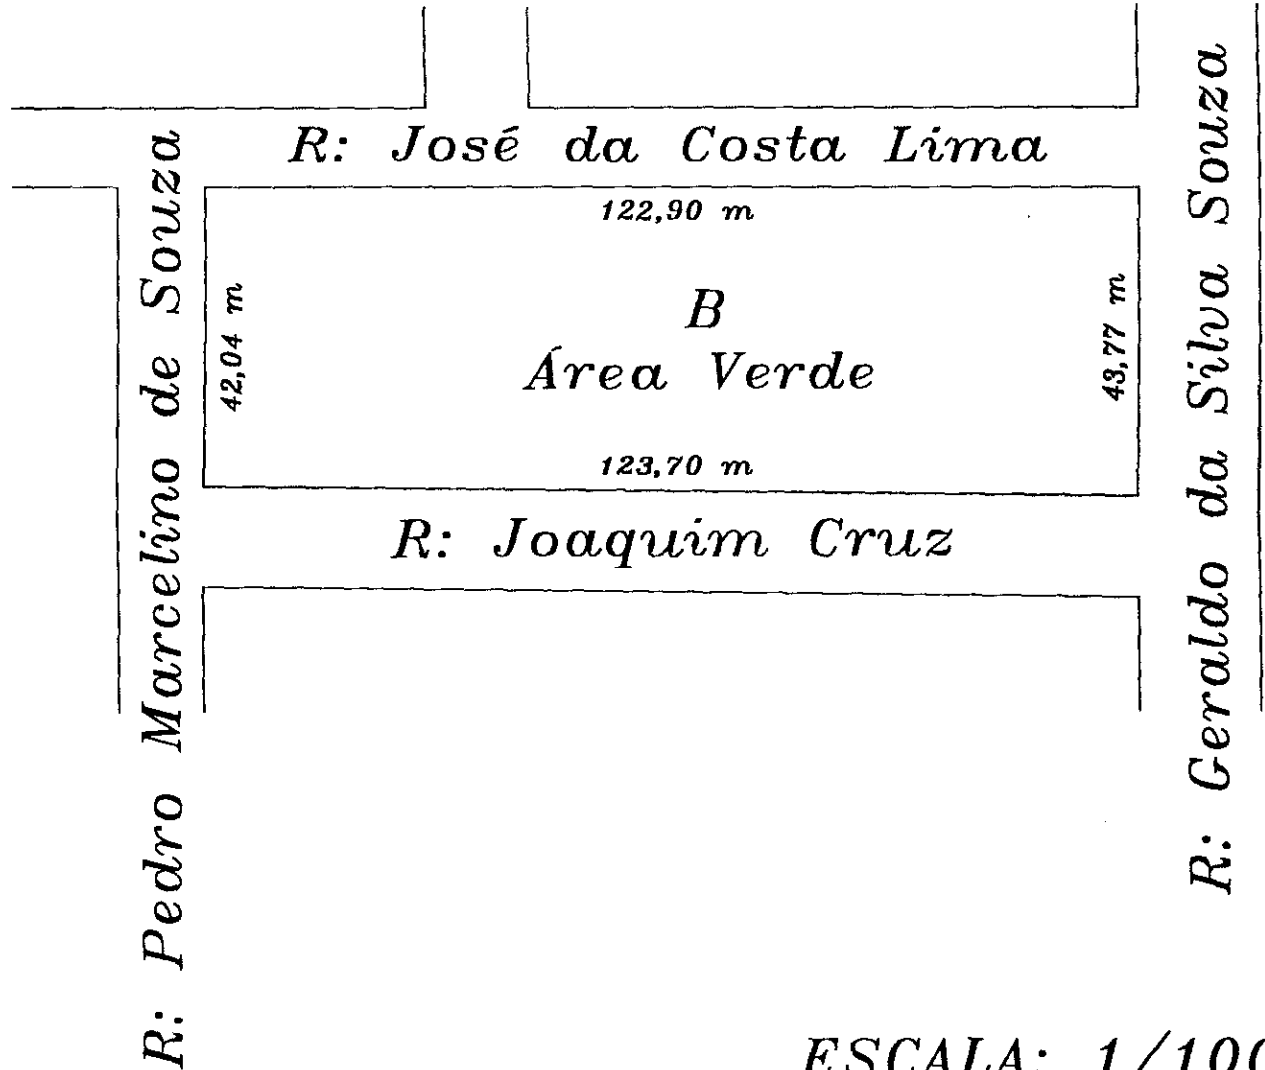 R: José da Costa Lima
122,90 m
B
Área Verde
42,04 m
43,77 m
123,70 m
R: Joaquim Cruz
R: Pedro Marcelino de Souza
R: Geraldo da Silva Souza
ESCALA: